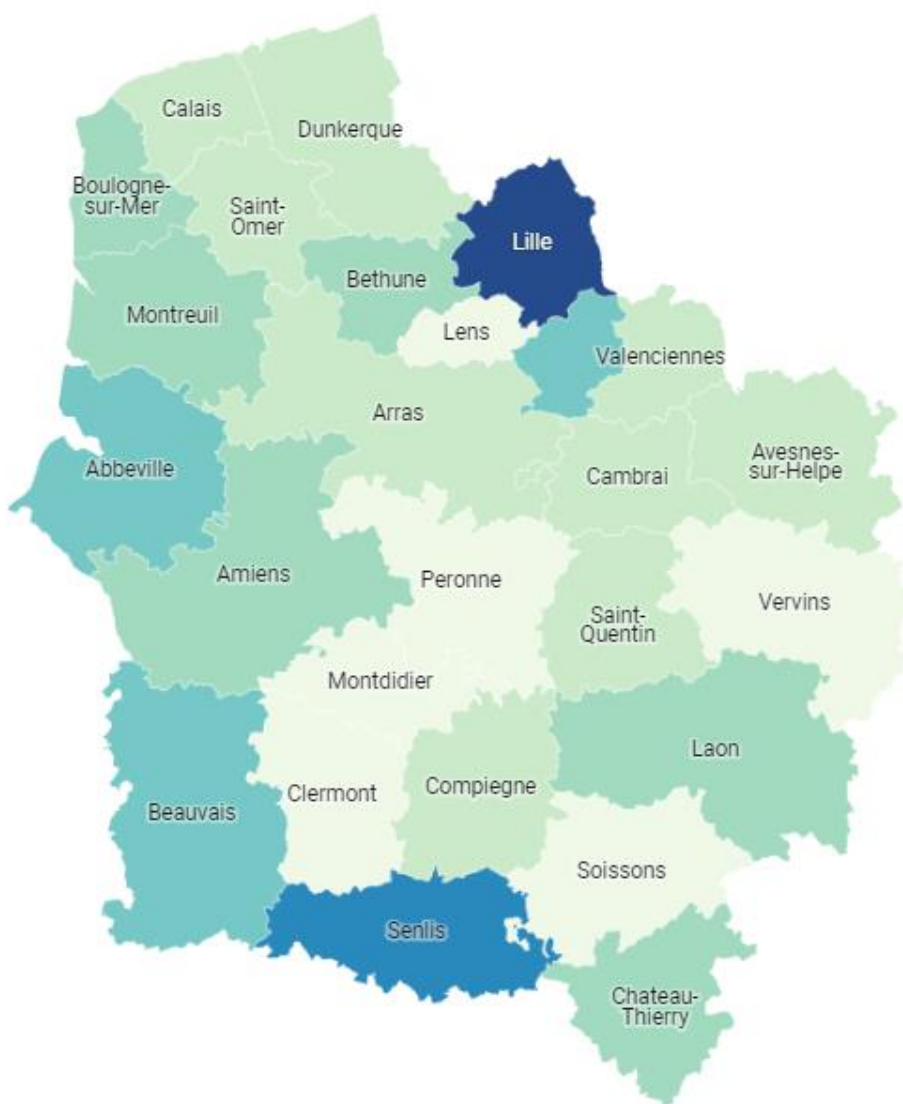 Calais
Dunkerque
Boulogne-
sur-Mer
Saint-
Omer
Lille
Bethune
Montreuil
Lens
Valenciennes
Arras
Abbeville
Cambrai
Avesnes-
sur-Helpe
Amiens
Peronne
Vervins
Saint-
Quentin
Montdidier
Laon
Clermont
Compiegne
Beauvais
Soissons
Senlis
Chateau-
Thierry